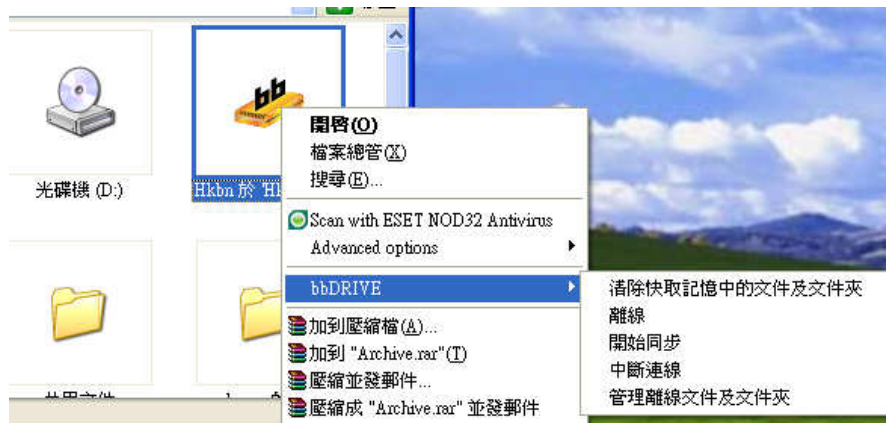 光碟機 (D:)
Hkbn 於
bb
開啓(O)
檔案總管(X)
搜尋(E)...
Scan with ESET NOD32 Antivirus
Advanced options
bbDRIVE
加到壓縮檔(A)...
加到 "Archive.rar"(T)
壓縮並發郵件...
壓縮成 "Archive.rar" 並發郵件
清除快取記憶中的文件及文件夾
離線
開始同步
中斷連線
管理離線文件及文件夾